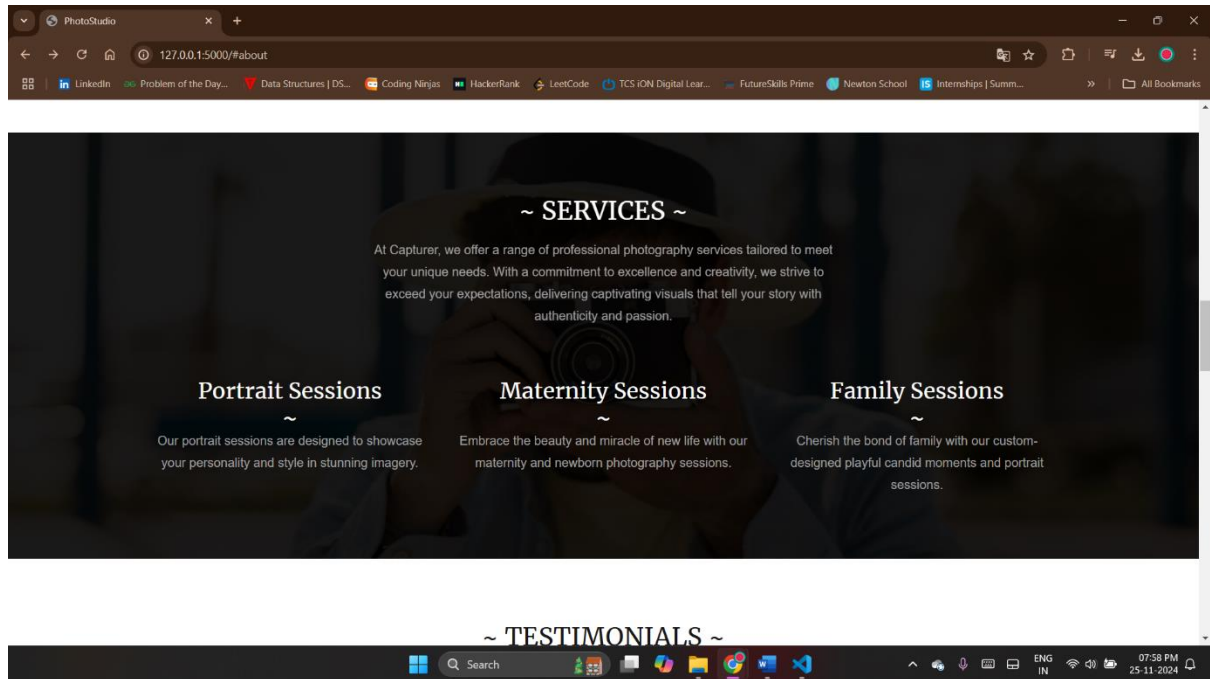 PhotoStudio
127.0.0.1:5000/#about
LinkedIn
Problem of the Day...
Data Structures | DS...
Coding Ninjas
HackerRank
LeetCode
TCS iON Digital Lear...
FutureSkills Prime
Newton School
Internships | Summ...
All Bookmarks
~ SERVICES ~
At Capturer, we offer a range of professional photography services tailored to meet
your unique needs. With a commitment to excellence and creativity, we strive to
exceed your expectations, delivering captivating visuals that tell your story with
authenticity and passion.
Portrait Sessions
~
Our portrait sessions are designed to showcase
your personality and style in stunning imagery.
Maternity Sessions
~
Embrace the beauty and miracle of new life with our
maternity and newborn photography sessions.
Family Sessions
~
Cherish the bond of family with our custom-
designed playful candid moments and portrait
sessions.
~ TESTIMONIALS ~
Search
ENG
IN
07:58 PM
25-11-2024